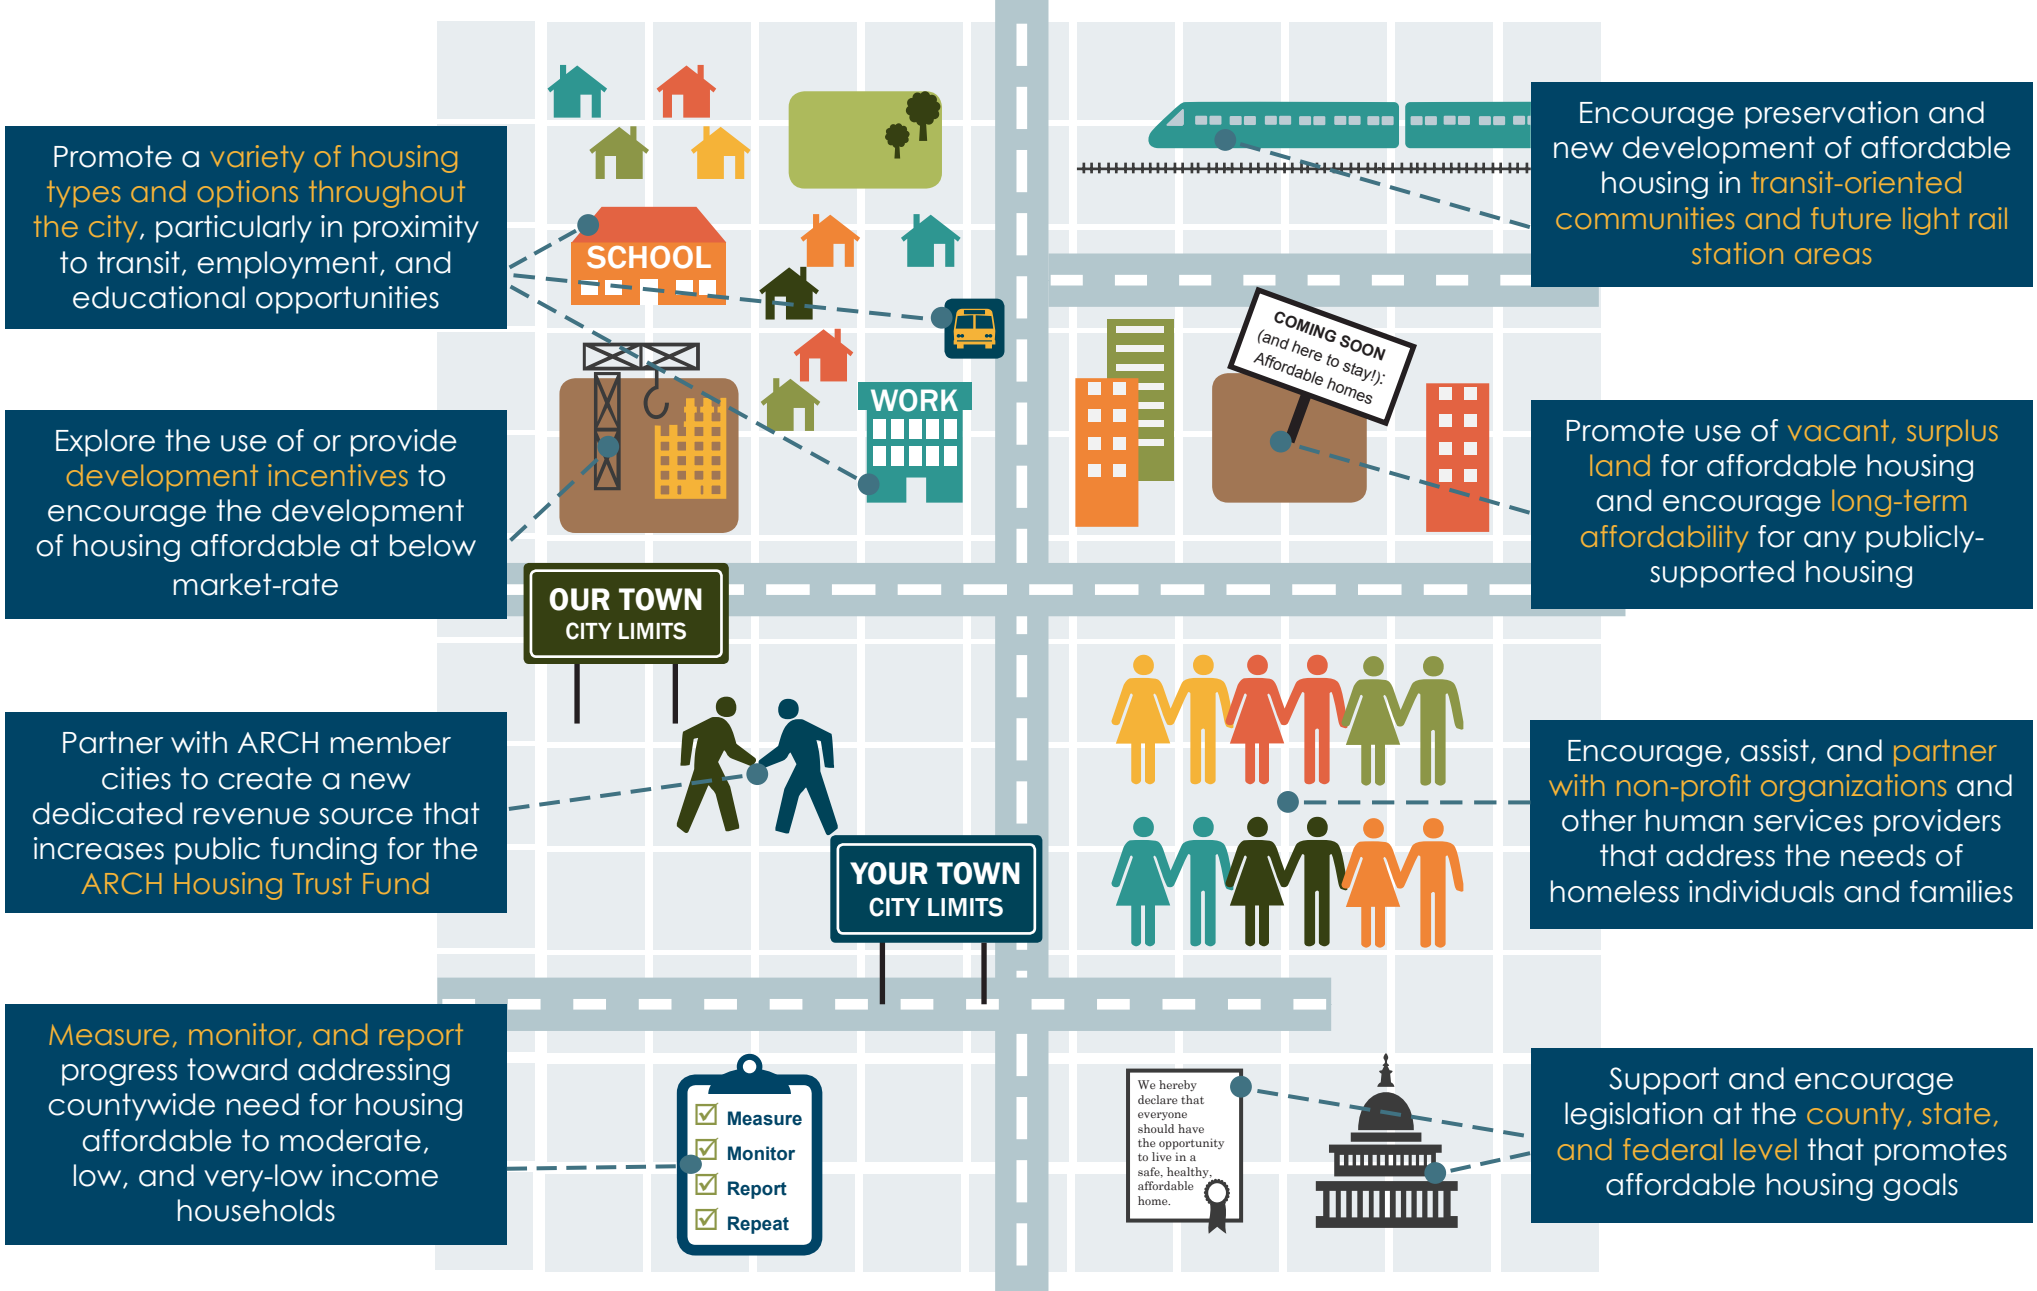 Promote a variety of housing
types and options throughout
the city, particularly in proximity
to transit, employment, and
educational opportunities
Explore the use of or provide
development incentives to
encourage the development
of housing affordable at below
market-rate
Partner with ARCH member
cities to create a new
dedicated revenue source that
increases public funding for the
ARCH Housing Trust Fund
Measure, monitor, and report
progress toward addressing
countywide need for housing
affordable to moderate,
low, and very-low income
households
SCHOOL
WORK
OUR TOWN
CITY LIMITS
YOUR TOWN
CITY LIMITS
Measure
Monitor
Report
Repeat
COMING SOON
(and here to stay!):
Affordable homes
We hereby
declare that
everyone
should have
the opportunity
to live in a
safe, healthy,
affordable
home.
Encourage preservation and
new development of affordable
housing in transit-oriented
communities and future light rail
station areas
Promote use of vacant, surplus
land for affordable housing
and encourage long-term
affordability for any publicly-
supported housing
Encourage, assist, and partner
with non-profit organizations and
other human services providers
that address the needs of
homeless individuals and families
Support and encourage
legislation at the county, state,
and federal level that promotes
affordable housing goals